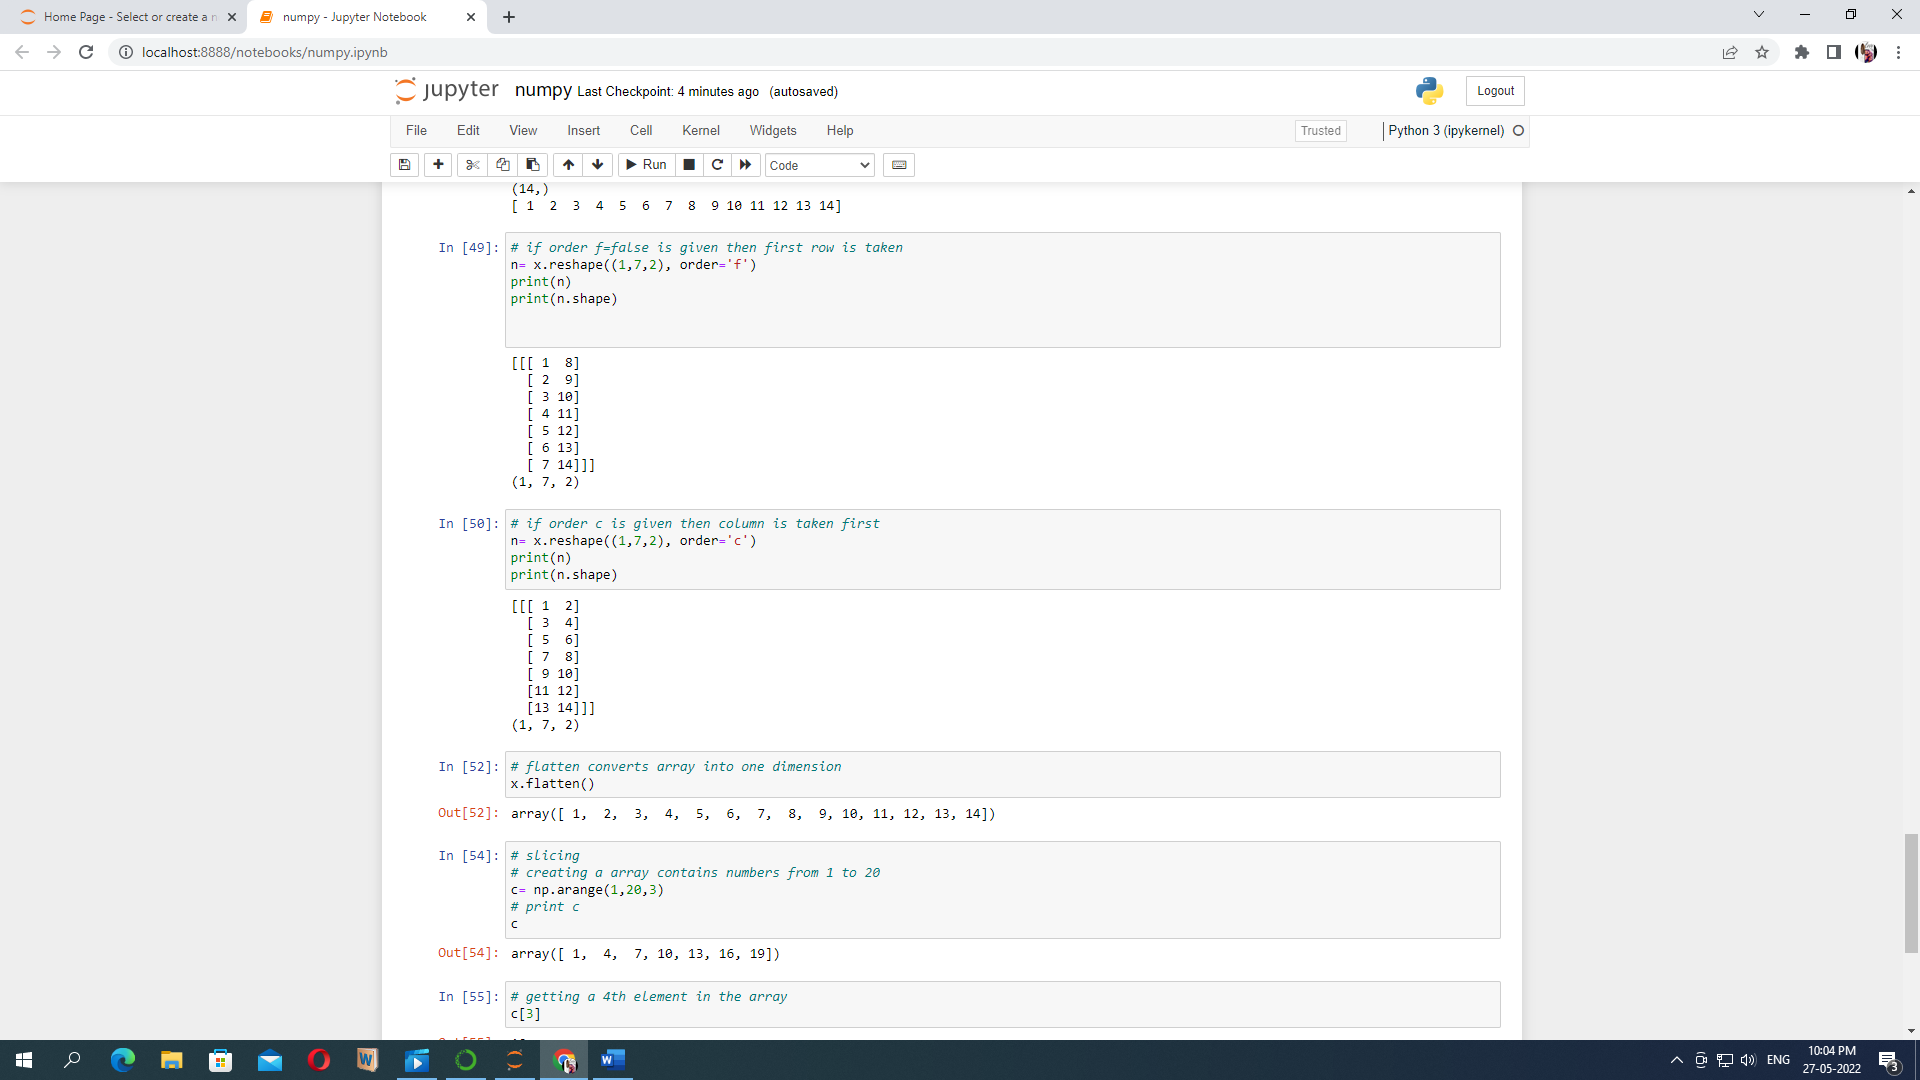 Home Page - Select or create a n
numpy - Jupyter Notebook
localhost:8888/notebooks/numpy.ipynb
jupyter numpy Last Checkpoint: 4 minutes ago (autosaved)
Logout
File Edit View Insert Cell Kernel Widgets Help
Trusted
Python 3 (ipykernel)
Run
Code
(14,)
[ 1  2  3  4  5  6  7  8  9 10 11 12 13 14]
In [49]: # if order f=false is given then first row is taken
n= x.reshape((1,7,2), order='f')
print(n)
print(n.shape)
[[[ 1  8]
[ 2  9]
[ 3 10]
[ 4 11]
[ 5 12]
[ 6 13]
[ 7 14]]]
(1, 7, 2)
In [50]: # if order c is given then column is taken first
n= x.reshape((1,7,2), order='c')
print(n)
print(n.shape)
[[[ 1  2]
[ 3  4]
[ 5  6]
[ 7  8]
[ 9 10]
[11 12]
[13 14]]]
(1, 7, 2)
In [52]: # flatten converts array into one dimension
x.flatten()
Out[52]: array([ 1,  2,  3,  4,  5,  6,  7,  8,  9, 10, 11, 12, 13, 14])
In [54]: # slicing
# creating a array contains numbers from 1 to 20
c= np.arange(1,20,3)
# print c
c
Out[54]: array([ 1,  4,  7, 10, 13, 16, 19])
In [55]: # getting a 4th element in the array
c[3]
ENG
10:04 PM
27-05-2022
3